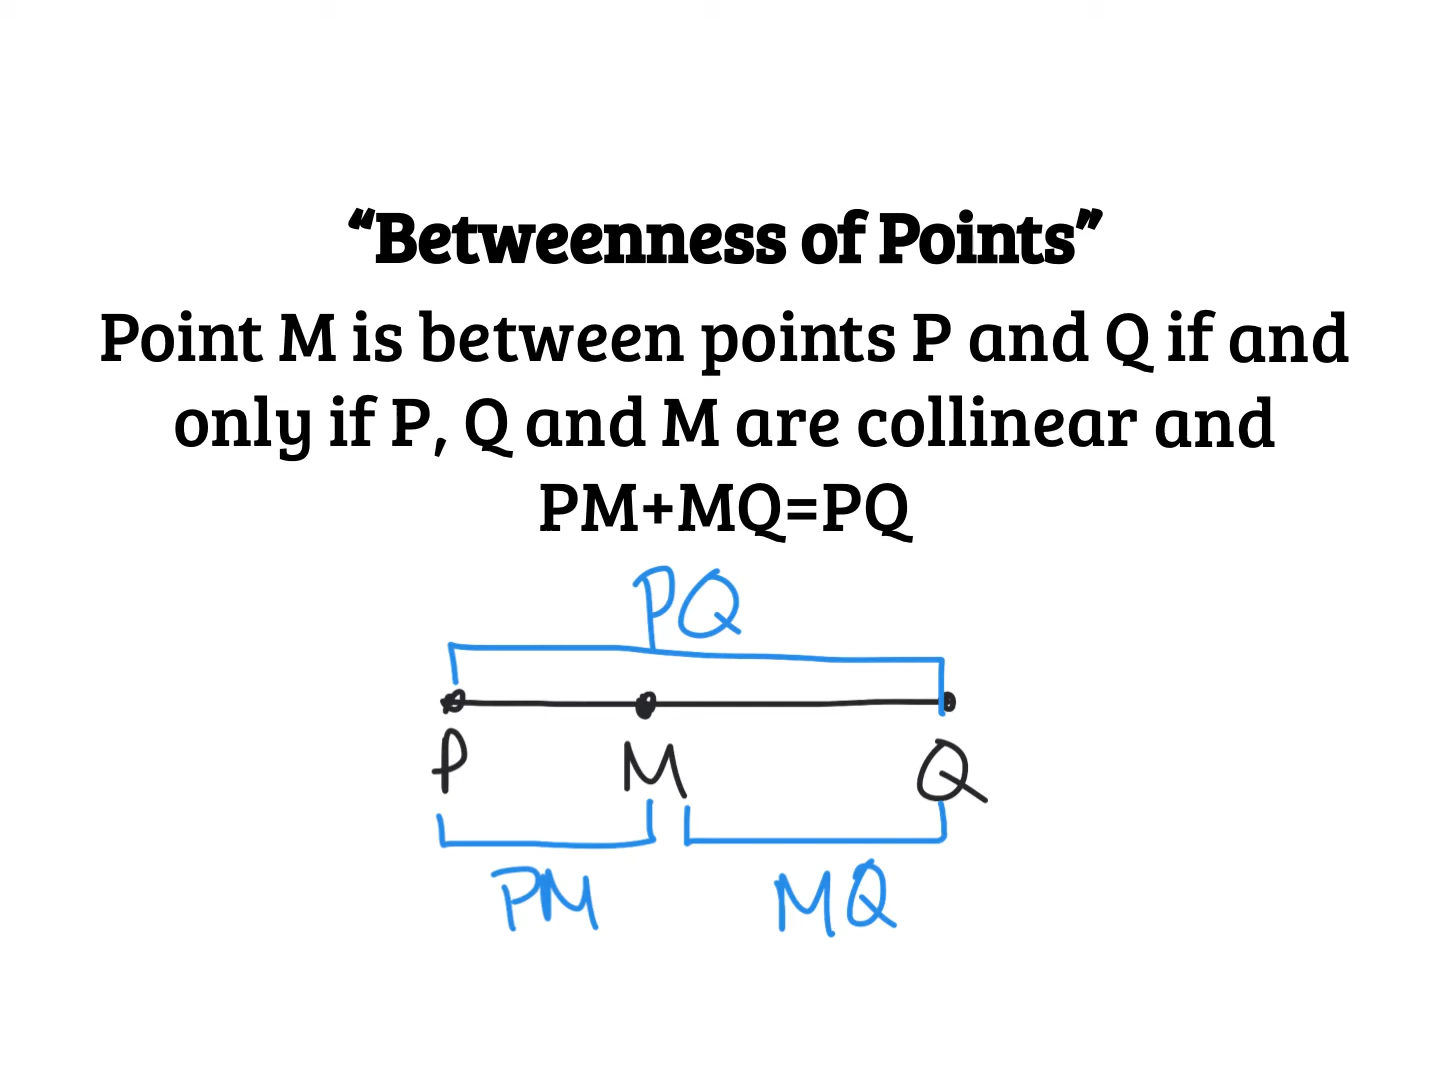 “Betweenness of Points”
Point M is between points P and Q if and
only if P, Q and M are collinear and
PM+MQ=PQ
PQ
P M Q
PM MQ